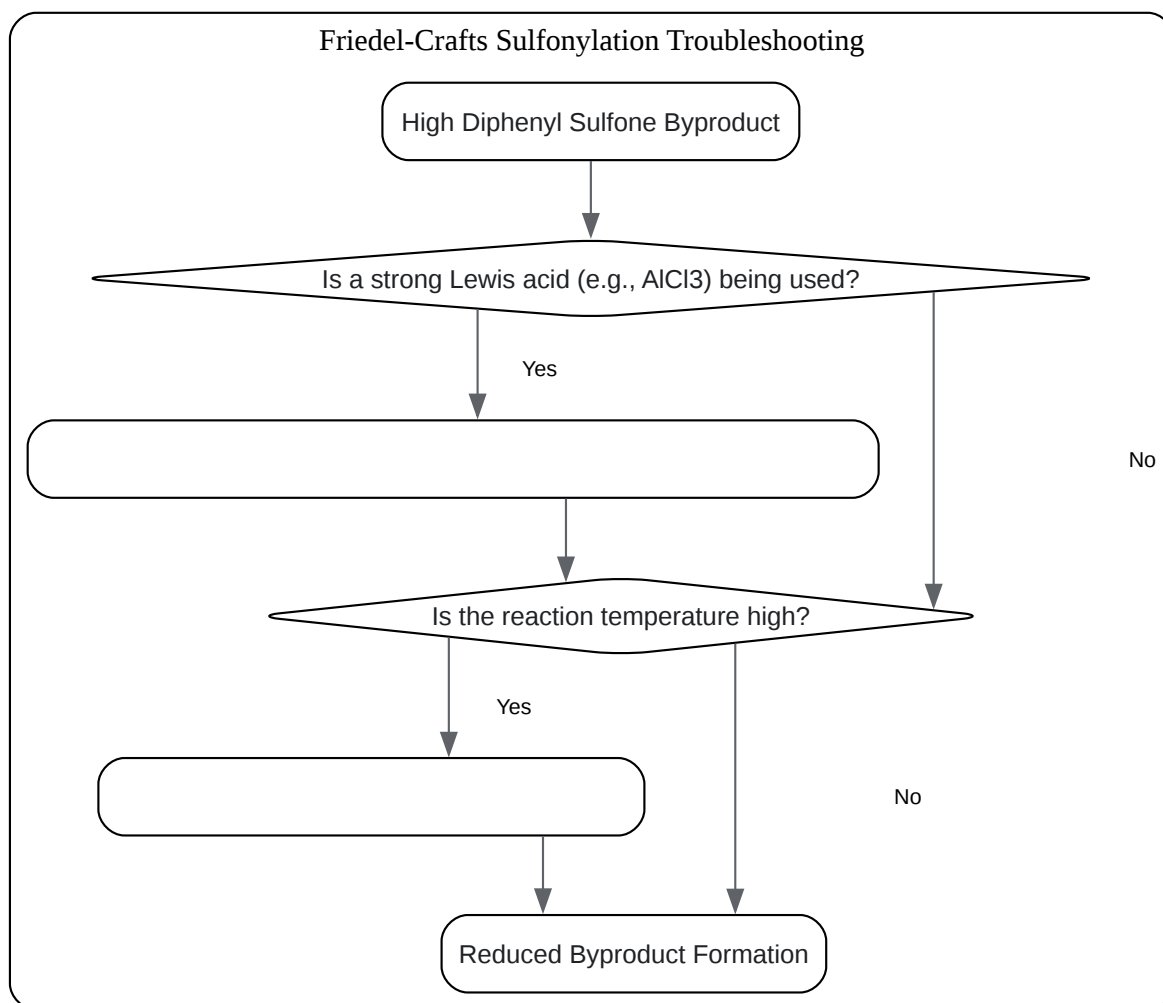 Friedel-Crafts Sulfonylation Troubleshooting
High Diphenyl Sulfone Byproduct
Is a strong Lewis acid (e.g., AlCl3) being used?
Yes
No
Is the reaction temperature high?
Yes
No
Reduced Byproduct Formation